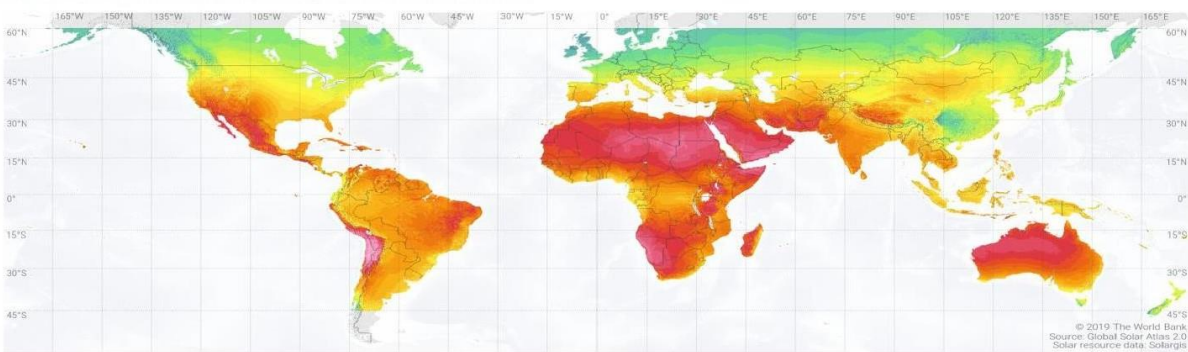 165°W 150°W 135°W 120°W 105°W 90°W 75°W 60°W 45°W 30°W 15°W 0° 15°E 30°E 45°E 60°E 75°E 90°E 105°E 120°E 135°E 150°E 165°E
60°N 60°N
45°N 45°N
30°N 30°N
15°N 15°N
0° 0°
15°S 15°S
30°S 30°S
45°S 45°S
© 2019 The World Bank
Source: Global Solar Atlas 2.0
Solar resource data: Solargis